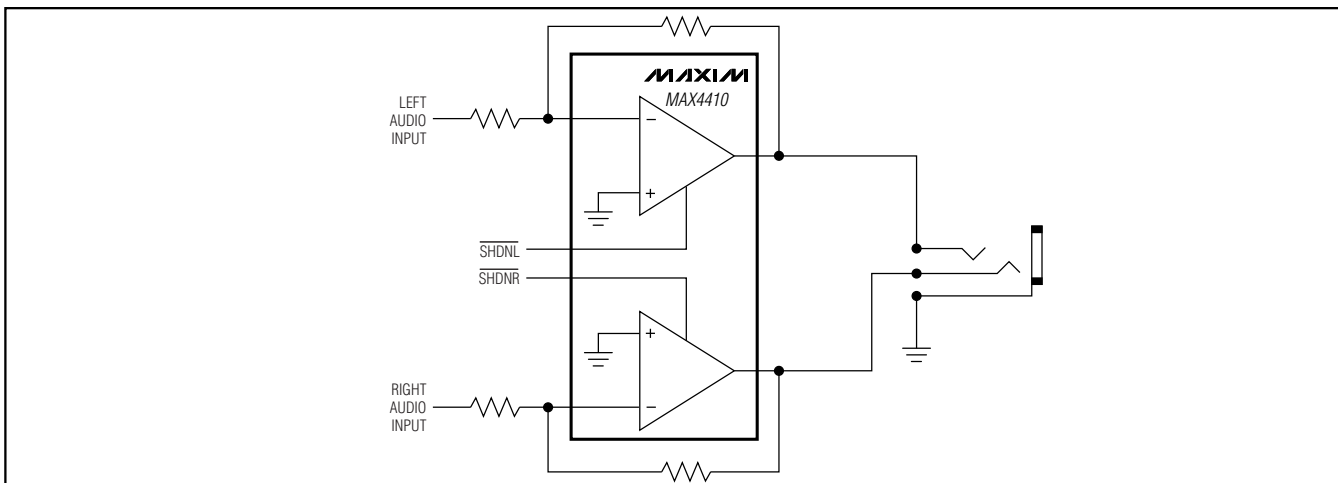 MAXIM
MAX4410
LEFT
AUDIO
INPUT
−
+
SHDNL
SHDNR
+
−
RIGHT
AUDIO
INPUT